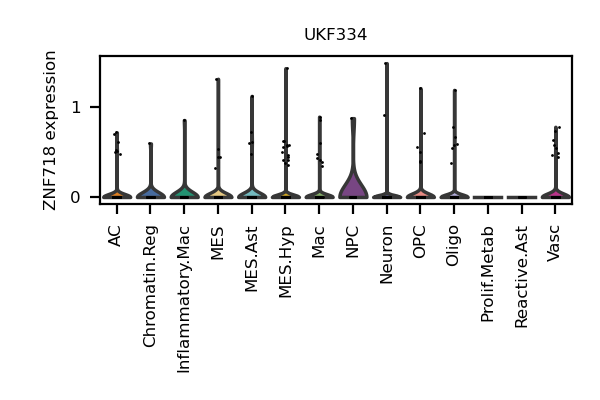 UKF334
ZNF718 expression
1
0
AC
Chromatin.Reg
Inflammatory.Mac
MES
MES.Ast
MES.Hyp
Mac
NPC
Neuron
OPC
Oligo
Prolif.Metab
Reactive.Ast
Vasc